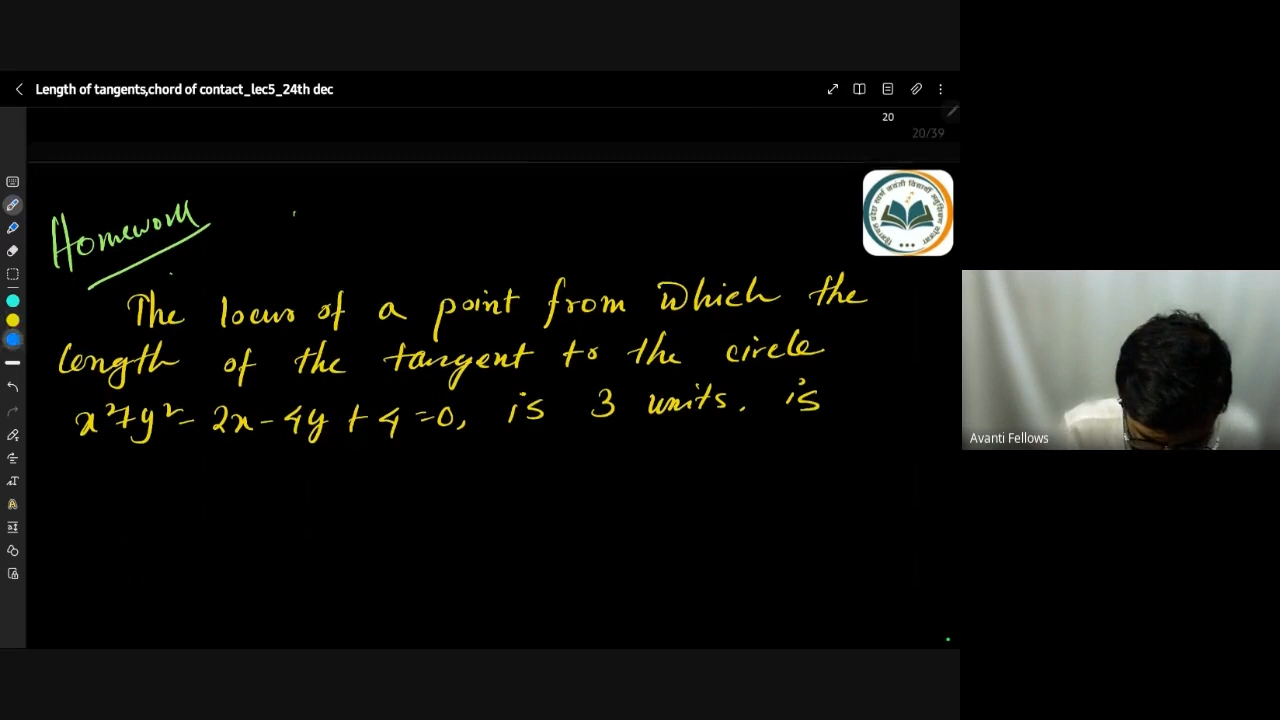 Length of tangents,chord of contact_lec5_24th dec
20
20/39
Homework
The locus of a point from which the
length of the tangent to the circle
x²+y²- 2x-4y+4=0, is 3 units. is
Avanti Fellows